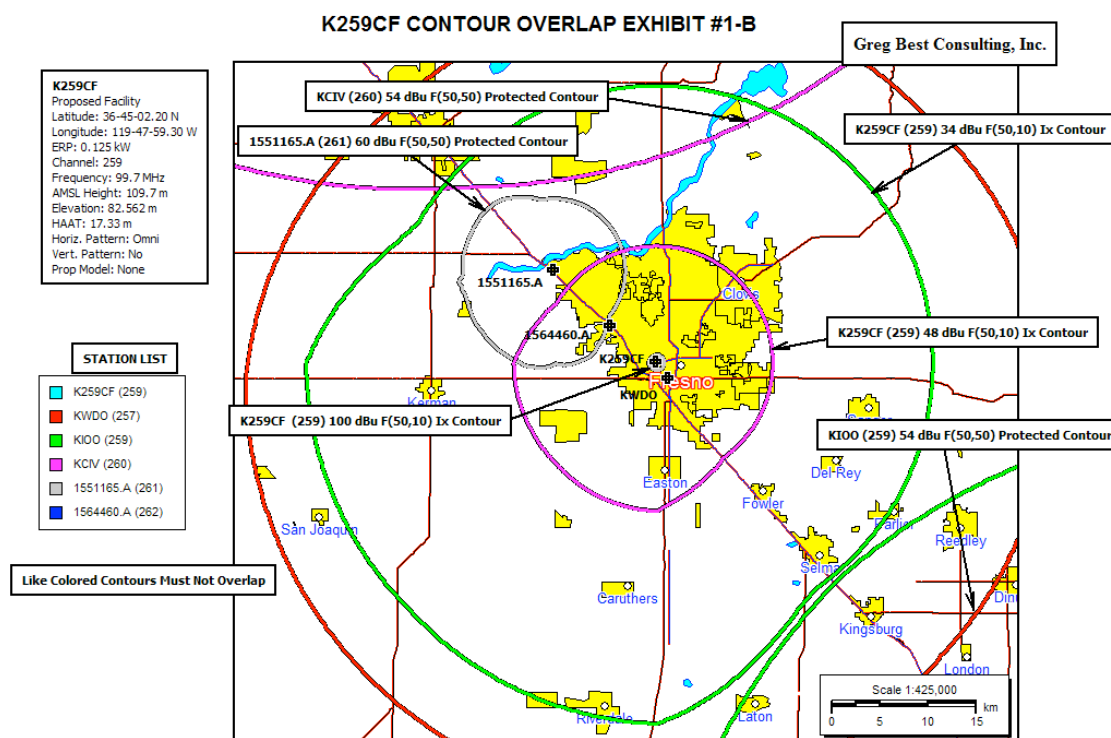 K259CF CONTOUR OVERLAP EXHIBIT #1-B
Greg Best Consulting, Inc.
K259CF
Proposed Facility
Latitude: 36-45-02.20 N
Longitude: 119-47-59.30 W
ERP: 0.125 kW
Channel: 259
Frequency: 99.7 MHz
AMSL Height: 109.7 m
Elevation: 82.562 m
HAAT: 17.33 m
Horiz. Pattern: Omni
Vert. Pattern: No
Prop Model: None
KCIV (260) 54 dBu F(50,50) Protected Contour
K259CF (259) 34 dBu F(50,10) Ix Contour
1551165.A (261) 60 dBu F(50,50) Protected Contour
1551165.A
Clovis
1564460.A
K259CF (259) 48 dBu F(50,10) Ix Contour
STATION LIST
K259CF (259)
KWDO (257)
KIOO (259)
KCIV (260)
1551165.A (261)
1564460.A (262)
K259CF
Fresno
KWDO
Kerman
K259CF (259) 100 dBu F(50,10) Ix Contour
KIOO (259) 54 dBu F(50,50) Protected Contour
Del Rey
Easton
Fowler
Parlier
Reedley
San Joaquin
Selma
Like Colored Contours Must Not Overlap
Caruthers
Dinu
Kingsburg
London
Riverdale
Laton
Scale 1:425,000
0 5 10 15 km